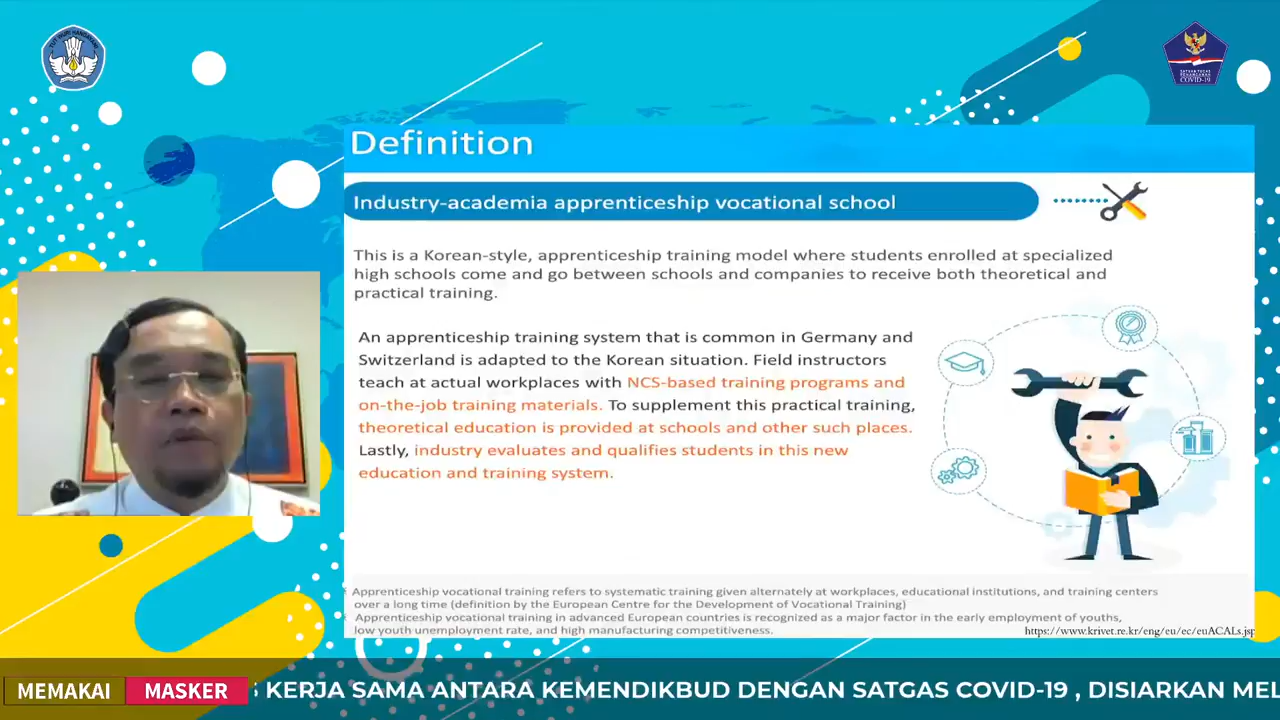 TUT WURI HANDAYANI
SATUAN TUGAS
PENANGANAN
COVID-19
Definition
Industry-academia apprenticeship vocational school
This is a Korean-style, apprenticeship training model where students enrolled at specialized
high schools come and go between schools and companies to receive both theoretical and
practical training.
An apprenticeship training system that is common in Germany and
Switzerland is adapted to the Korean situation. Field instructors
teach at actual workplaces with NCS-based training programs and
on-the-job training materials. To supplement this practical training,
theoretical education is provided at schools and other such places.
Lastly, industry evaluates and qualifies students in this new
education and training system.
Apprenticeship vocational training refers to systematic training given alternately at workplaces, educational institutions, and training centers
over a long time (definition by the European Centre for the Development of Vocational Training)
Apprenticeship vocational training in advanced European countries is recognized as a major factor in the early employment of youths,
low youth unemployment rate, and high manufacturing competitiveness.
https://www.krivet.re.kr/eng/eu/ec/euACALs.jsp
MEMAKAI MASKER KERJA SAMA ANTARA KEMENDIKBUD DENGAN SATGAS COVID-19 , DISIARKAN MEL